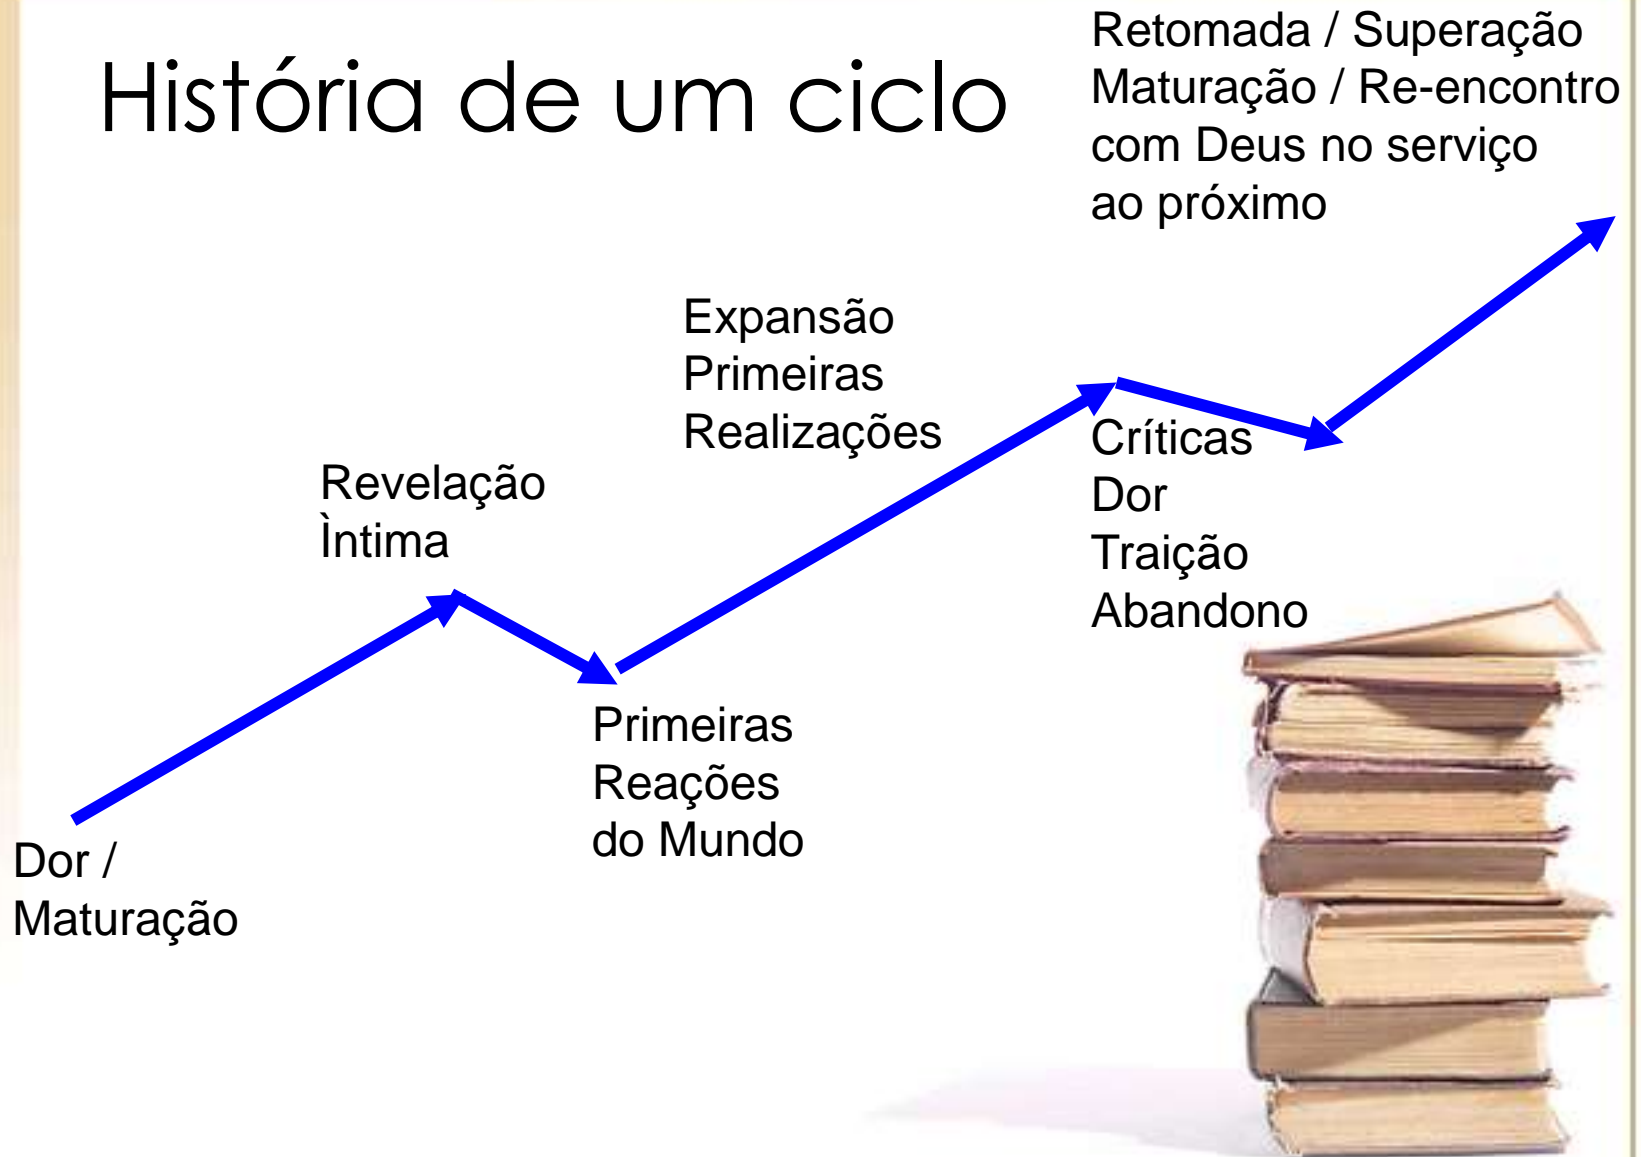 História de um ciclo
Retomada / Superação
Maturação / Re-encontro
com Deus no serviço
ao próximo
Expansão
Primeiras
Realizações
Revelação
Ìntima
Críticas
Dor
Traição
Abandono
Primeiras
Reações
do Mundo
Dor /
Maturação